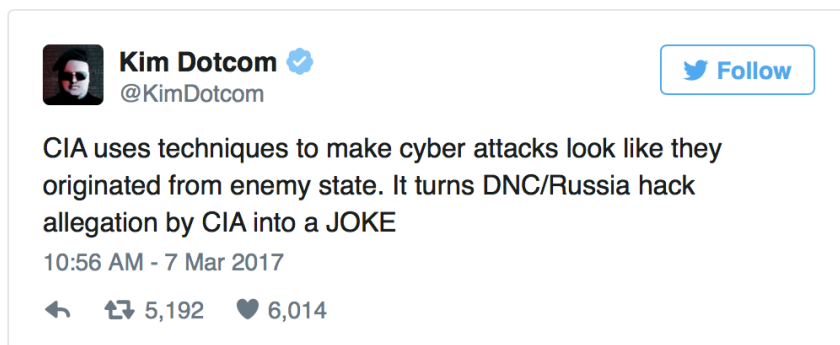 Kim Dotcom
@KimDotcom
Follow
CIA uses techniques to make cyber attacks look like they
originated from enemy state. It turns DNC/Russia hack
allegation by CIA into a JOKE
10:56 AM - 7 Mar 2017
5,192 6,014